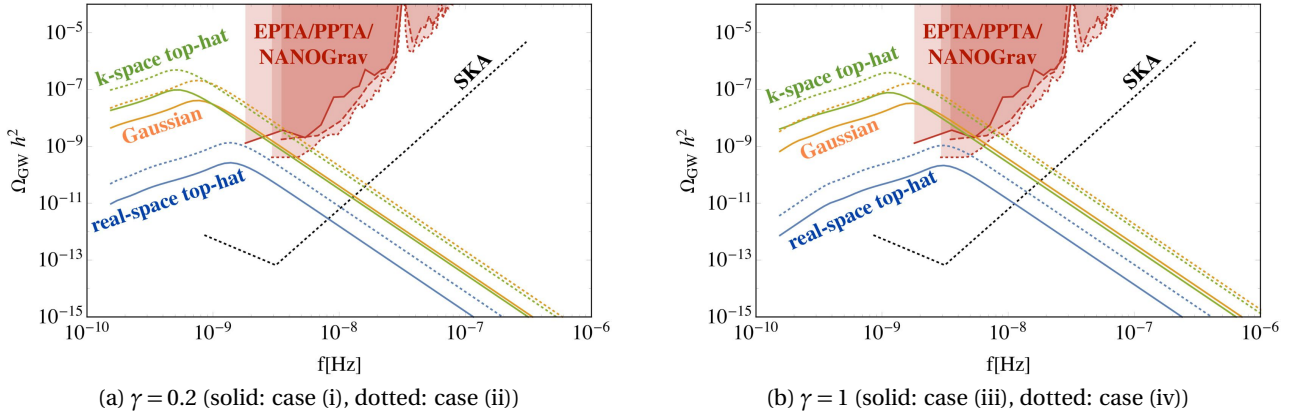 10⁻⁵
10⁻⁷
10⁻⁹
10⁻¹¹
10⁻¹³
10⁻¹⁵
Ω_GW h²
EPTA/PPTA/
NANOGrav
k-space top-hat
SKA
Gaussian
real-space top-hat
10⁻¹⁰ 10⁻⁹ 10⁻⁸ 10⁻⁷ 10⁻⁶
f[Hz]
(a) γ = 0.2 (solid: case (i), dotted: case (ii))
10⁻⁵
10⁻⁷
10⁻⁹
10⁻¹¹
10⁻¹³
10⁻¹⁵
Ω_GW h²
EPTA/PPTA/
NANOGrav
k-space top-hat
SKA
Gaussian
real-space top-hat
10⁻¹⁰ 10⁻⁹ 10⁻⁸ 10⁻⁷ 10⁻⁶
f[Hz]
(b) γ = 1 (solid: case (iii), dotted: case (iv))